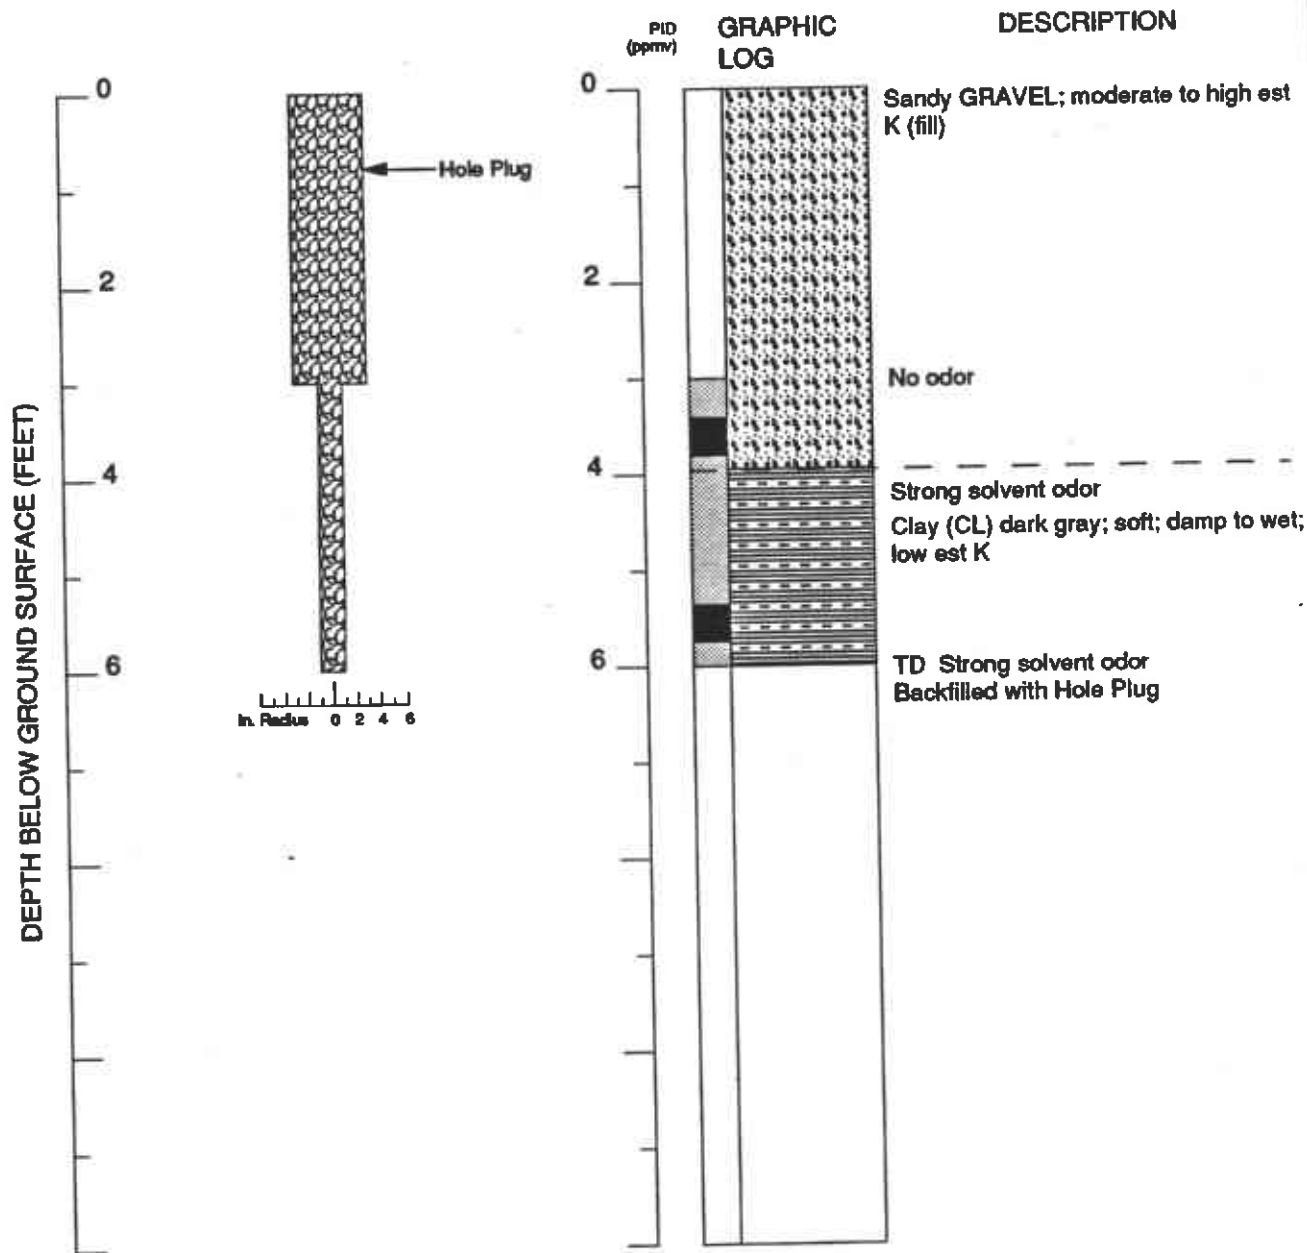 PID
(ppmv)
GRAPHIC
LOG
DESCRIPTION
DEPTH BELOW GROUND SURFACE (FEET)
0
2
4
6
Hole Plug
In. Radius 0 2 4 6
0
2
4
6
Sandy GRAVEL; moderate to high est
K (fill)
No odor
Strong solvent odor
Clay (CL) dark gray; soft; damp to wet;
low est K
TD Strong solvent odor
Backfilled with Hole Plug